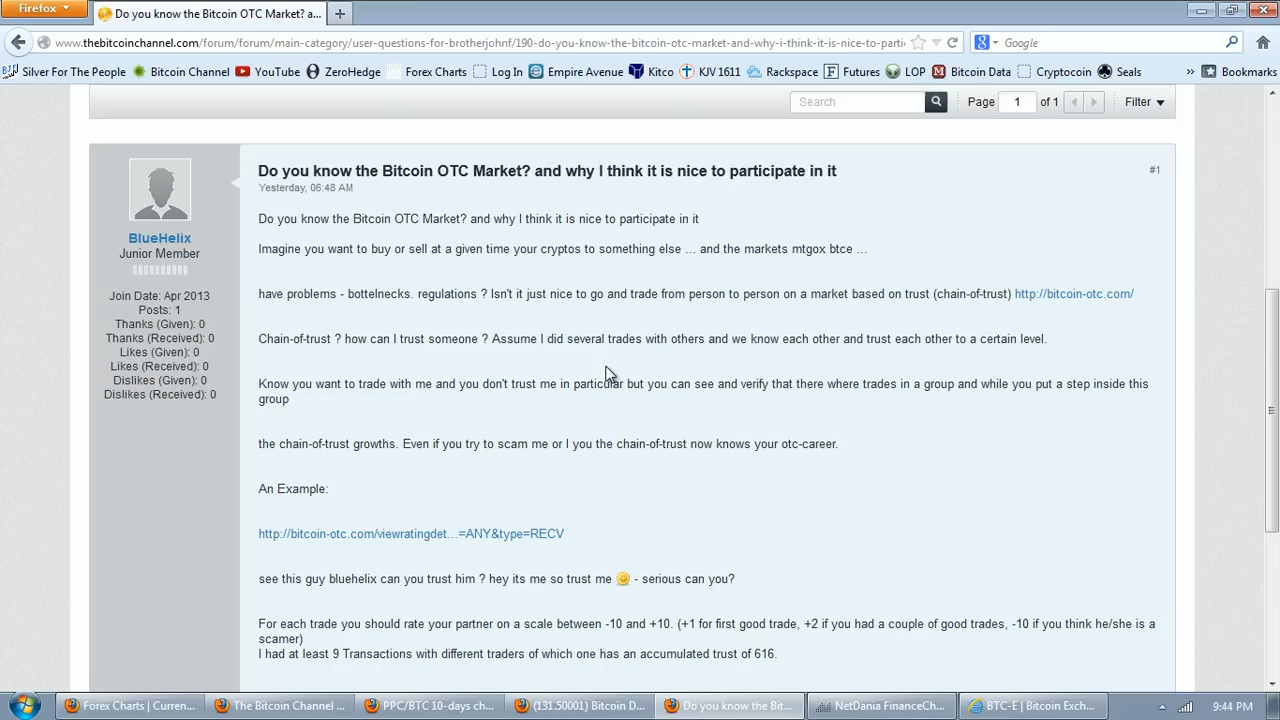 Firefox
Do you know the Bitcoin OTC Market? a...
www.thebitcoinchannel.com/forum/forum/main-category/user-questions-for-brotherjohnf/190-do-you-know-the-bitcoin-otc-market-and-why-i-think-it-is-nice-to-parti
Google
Silver For The People
Bitcoin Channel
YouTube
ZeroHedge
Forex Charts
Log In
Empire Avenue
Kitco
KJV 1611
Rackspace
Futures
LOP
Bitcoin Data
Cryptocoin
Seals
»
Bookmarks
Search
Page 1 of 1
Filter
BlueHelix
Junior Member
Join Date: Apr 2013
Posts: 1
Thanks (Given): 0
Thanks (Received): 0
Likes (Given): 0
Likes (Received): 0
Dislikes (Given): 0
Dislikes (Received): 0
Do you know the Bitcoin OTC Market? and why I think it is nice to participate in it
#1
Yesterday, 06:48 AM
Do you know the Bitcoin OTC Market? and why I think it is nice to participate in it
Imagine you want to buy or sell at a given time your cryptos to something else ... and the markets mtgox btce ...
have problems - bottelnecks. regulations ? Isn't it just nice to go and trade from person to person on a market based on trust (chain-of-trust) http://bitcoin-otc.com/
Chain-of-trust ? how can I trust someone ? Assume I did several trades with others and we know each other and trust each other to a certain level.
Know you want to trade with me and you don't trust me in particular but you can see and verify that there where trades in a group and while you put a step inside this
group
the chain-of-trust growths. Even if you try to scam me or I you the chain-of-trust now knows your otc-career.
An Example:
http://bitcoin-otc.com/viewratingdet...=ANY&type=RECV
see this guy bluehelix can you trust him ? hey its me so trust me - serious can you?
For each trade you should rate your partner on a scale between -10 and +10. (+1 for first good trade, +2 if you had a couple of good trades, -10 if you think he/she is a
scamer)
I had at least 9 Transactions with different traders of which one has an accumulated trust of 616.
Forex Charts | Curren...
The Bitcoin Channel ...
PPC/BTC 10-days ch...
(131.50001) Bitcoin D...
Do you know the Bit...
NetDania FinanceCh...
BTC-E | Bitcoin Exch...
9:44 PM